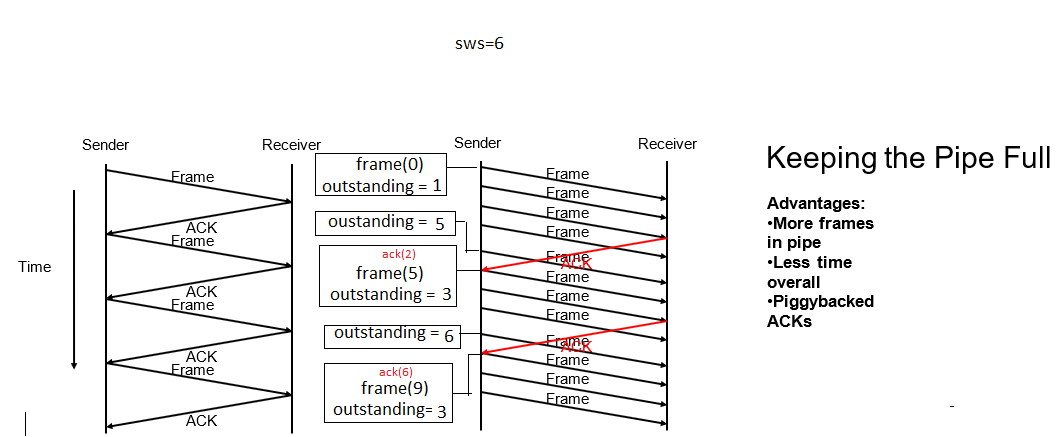 sws=6
Sender
Receiver
Sender
Receiver
Keeping the Pipe Full
Advantages:
•More frames
in pipe
•Less time
overall
•Piggybacked
ACKs
Time
Frame
ACK
Frame
ACK
Frame
ACK
Frame
ACK
frame(0)
outstanding = 1
oustanding = 5
ack(2)
frame(5)
outstanding = 3
outstanding = 6
ack(6)
frame(9)
outstanding= 3
Frame
Frame
Frame
Frame
Frame
ACK
Frame
Frame
Frame
Frame
ACK
Frame
Frame
Frame
-